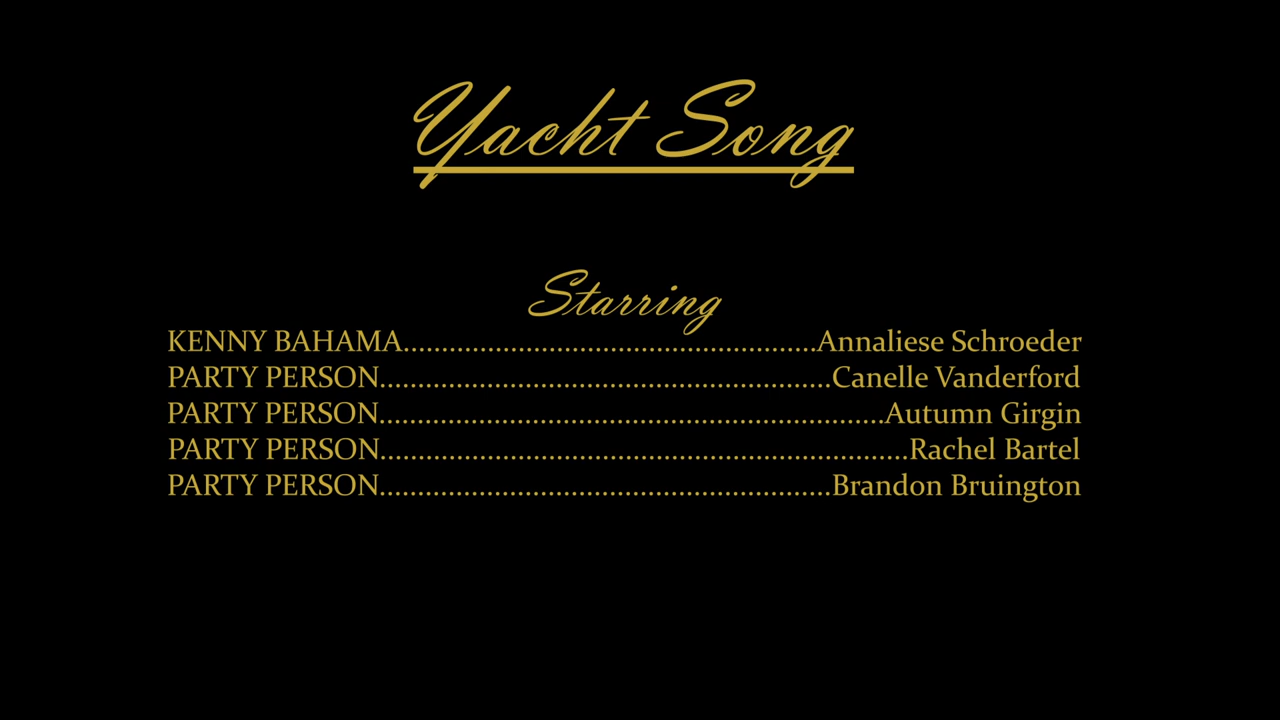 Yacht Song
Starring
KENNY BAHAMA......................................................Annaliese Schroeder
PARTY PERSON...........................................................Canelle Vanderford
PARTY PERSON..................................................................Autumn Girgin
PARTY PERSON.....................................................................Rachel Bartel
PARTY PERSON...........................................................Brandon Bruington